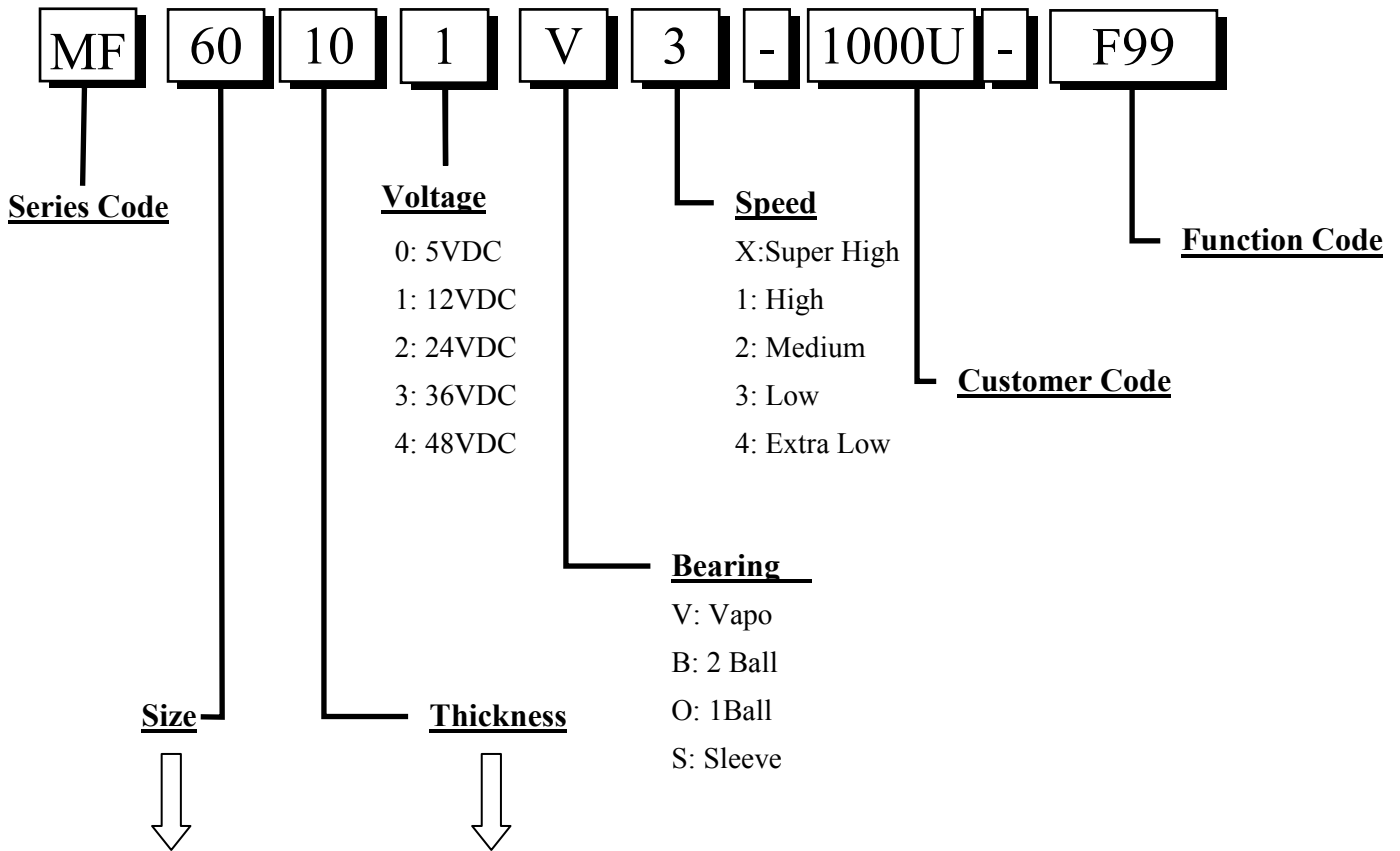 MF 60 10 1 V 3 - 1000U - F99
Series Code
Voltage
0: 5VDC
1: 12VDC
2: 24VDC
3: 36VDC
4: 48VDC
Speed
X:Super High
1: High
2: Medium
3: Low
4: Extra Low
Function Code
Customer Code
Bearing
V: Vapo
B: 2 Ball
O: 1Ball
S: Sleeve
Size
Thickness